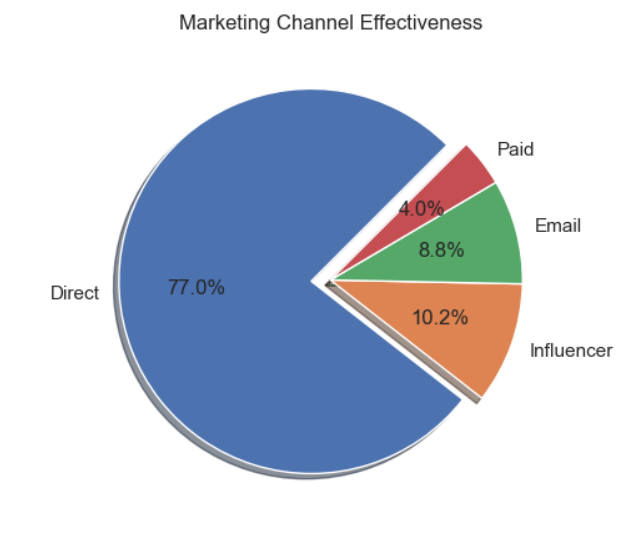 Marketing Channel Effectiveness
Paid
4.0%
Email
8.8%
77.0%
Direct
10.2%
Influencer